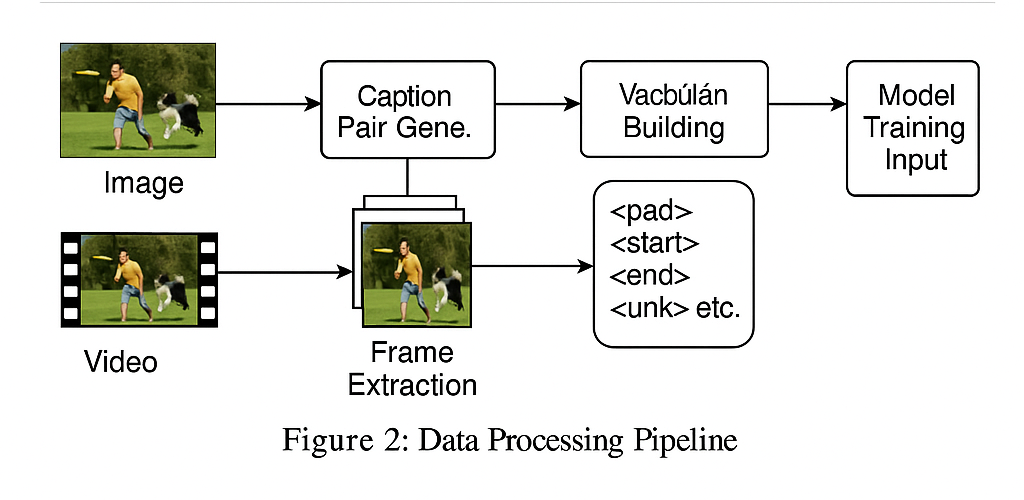 Image
Caption
Pair Gene.
Vacbúlán
Building
Model
Training
Input
Video
Frame
Extraction
<pad>
<start>
<end>
<unk> etc.
Figure 2: Data Processing Pipeline